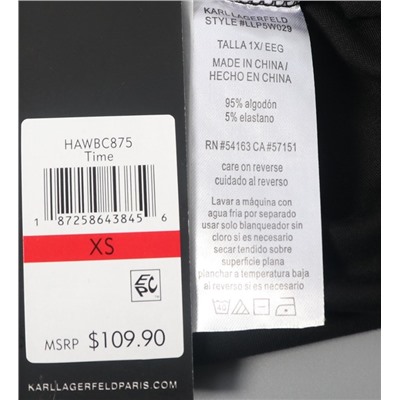 HAWBC875
Time
1 87258643845 6
XS
EPC
MSRP $109.90
KARLLAGERFELDPARIS.COM
KARL LAGERFELD
STYLE #LLP5W029
TALLA 1X/ EEG
MADE IN CHINA /
HECHO EN CHINA
95% algodón
5% elastano
RN #54163 CA #57151
care on reverse
cuidado al reverso
Lavar a máquina con
agua fria por separado
usar solo blanqueador sin
cloro si es necesario
secar tendido sobre
superficie plana
planchar a temperatura baja
si es necesario